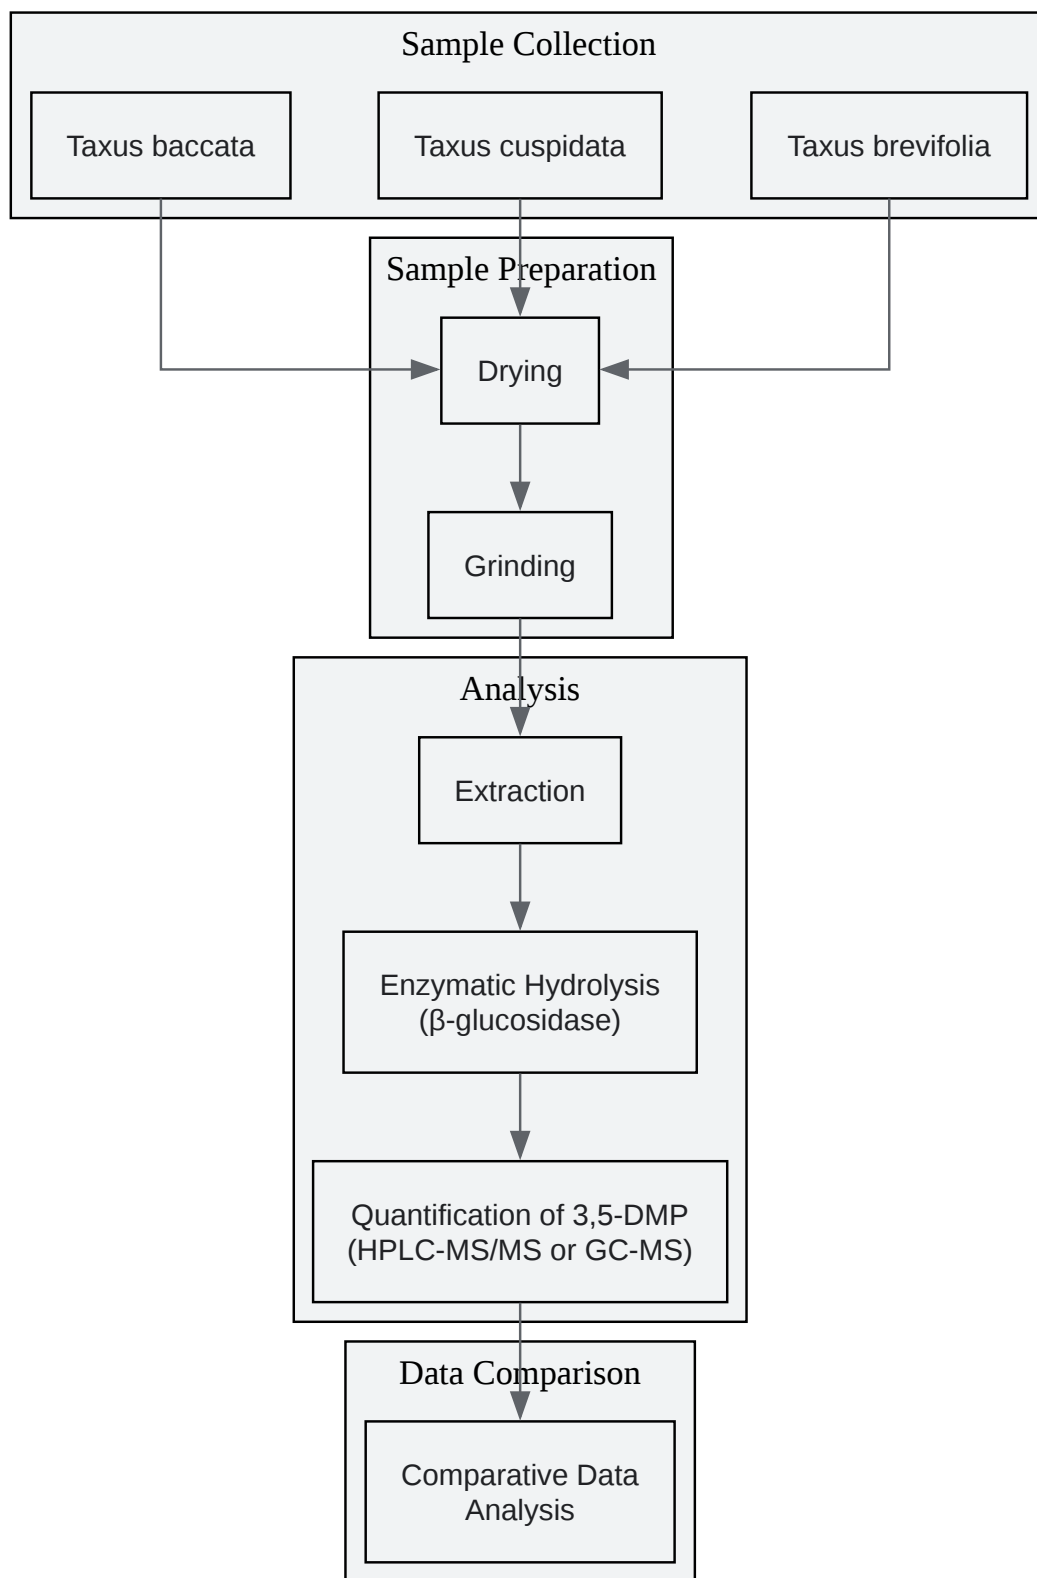 Sample Collection
Taxus baccata
Taxus cuspidata
Taxus brevifolia
Sample Preparation
Drying
Grinding
Analysis
Extraction
Enzymatic Hydrolysis
(β-glucosidase)
Quantification of 3,5-DMP
(HPLC-MS/MS or GC-MS)
Data Comparison
Comparative Data
Analysis